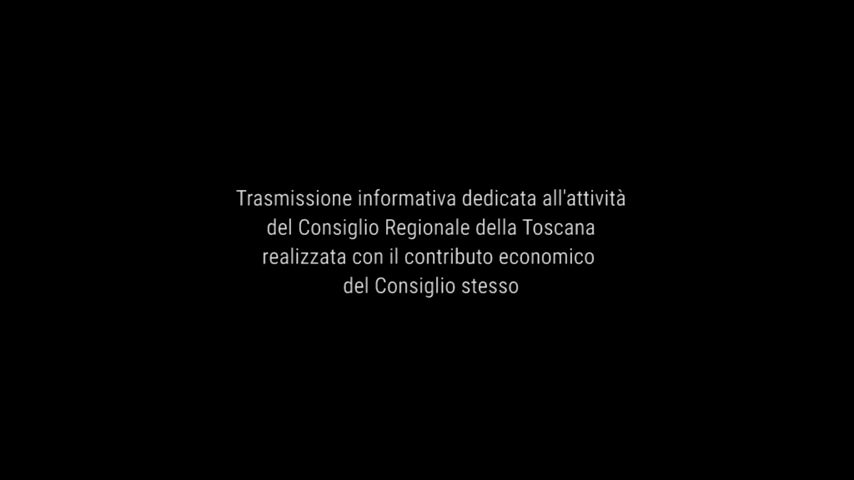 Trasmissione informativa dedicata all'attività
del Consiglio Regionale della Toscana
realizzata con il contributo economico
del Consiglio stesso